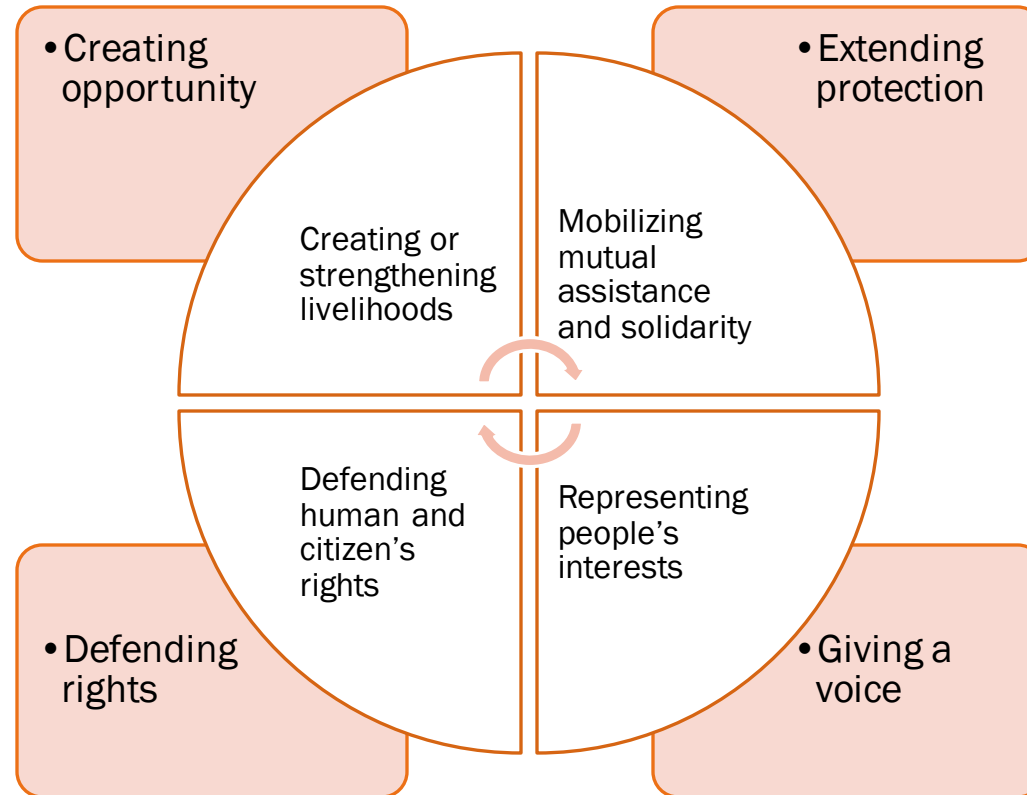 •Creating
opportunity
•Extending
protection
Creating or
strengthening
livelihoods
Mobilizing
mutual
assistance
and solidarity
Defending
human and
citizen’s
rights
Representing
people’s
interests
•Defending
rights
•Giving a
voice